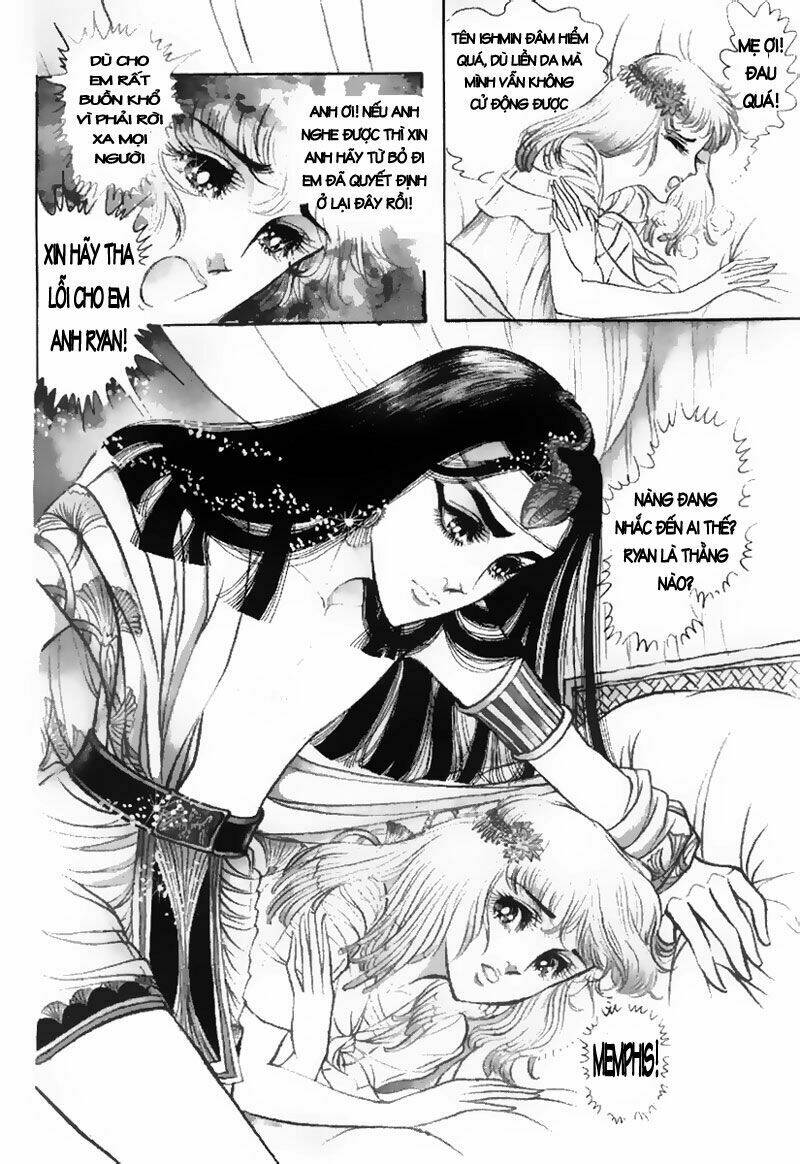 MẸ ƠI!
ĐAU
QUÁ!
TÊN ISHMIN ĐÂM HIỂM
QUÁ, DÙ LIỀN DA MÀ
MÌNH VẪN KHÔNG
CỬ ĐỘNG ĐƯỢC
ANH ƠI! NẾU ANH
NGHE ĐƯỢC THÌ XIN
ANH HÃY TỪ BỎ ĐI
EM ĐÃ QUYẾT ĐỊNH
Ở LẠI ĐÂY RỒI!
DÙ CHO
EM RẤT
BUỒN KHỔ
VÌ PHẢI RỜI
XA MỌI
NGƯỜI
XIN HÃY THA
LỖI CHO EM
ANH RYAN!
NÀNG ĐANG
NHẮC ĐẾN AI THẾ?
RYAN LÀ THẰNG
NÀO?
MEMPHIS!